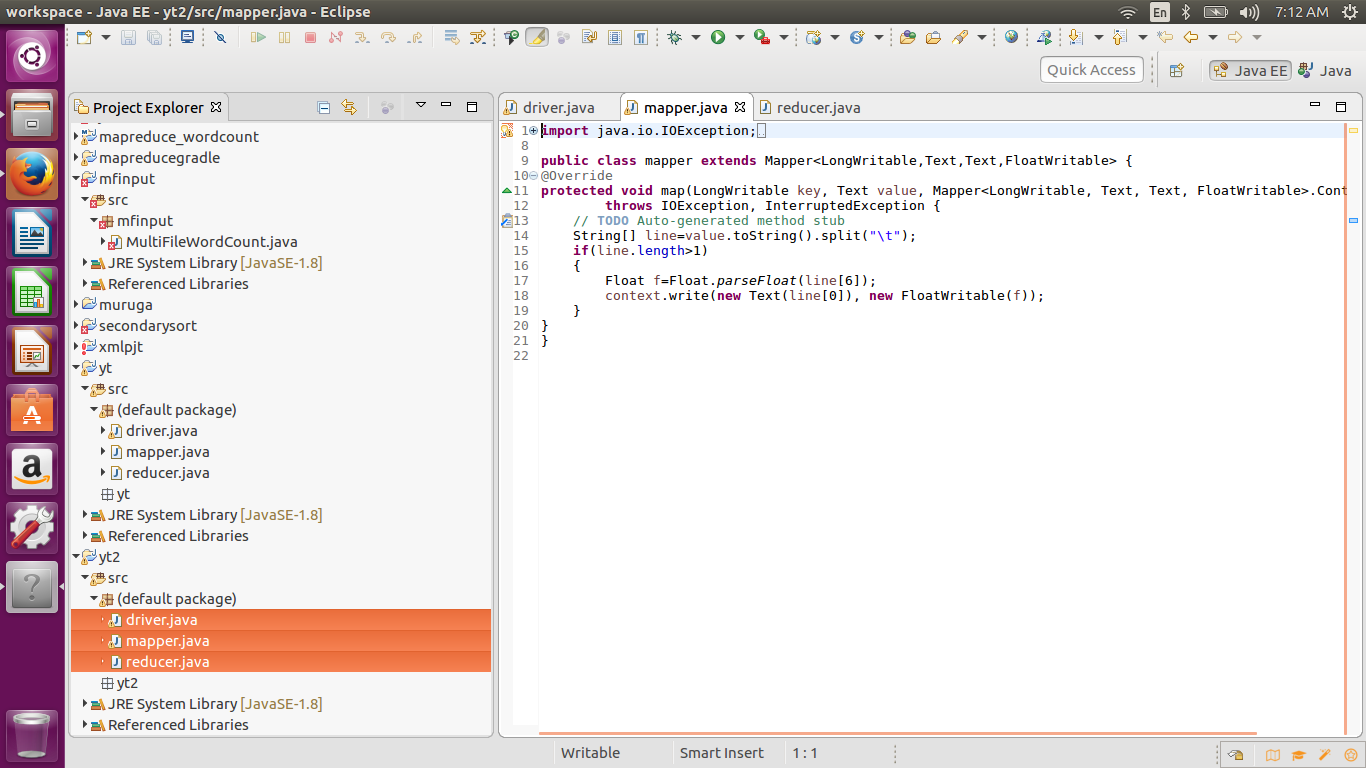 workspace - Java EE - yt2/src/mapper.java - Eclipse
En
7:12 AM
Quick Access
Java EE
Java
Project Explorer
mapreduce_wordcount
mapreducegradle
mfinput
src
mfinput
MultiFileWordCount.java
JRE System Library [JavaSE-1.8]
Referenced Libraries
muruga
secondarysort
xmlpjt
yt
src
(default package)
driver.java
mapper.java
reducer.java
yt
JRE System Library [JavaSE-1.8]
Referenced Libraries
yt2
src
(default package)
driver.java
mapper.java
reducer.java
yt2
JRE System Library [JavaSE-1.8]
Referenced Libraries
driver.java
mapper.java
reducer.java
1 import java.io.IOException;
8
9 public class mapper extends Mapper<LongWritable,Text,Text,FloatWritable> {
10 @Override
11 protected void map(LongWritable key, Text value, Mapper<LongWritable, Text, Text, FloatWritable>.Cont
12 throws IOException, InterruptedException {
13 // TODO Auto-generated method stub
14 String[] line=value.toString().split("\t");
15 if(line.length>1)
16 {
17 Float f=Float.parseFloat(line[6]);
18 context.write(new Text(line[0]), new FloatWritable(f));
19 }
20 }
21 }
22
Writable
Smart Insert
1 : 1